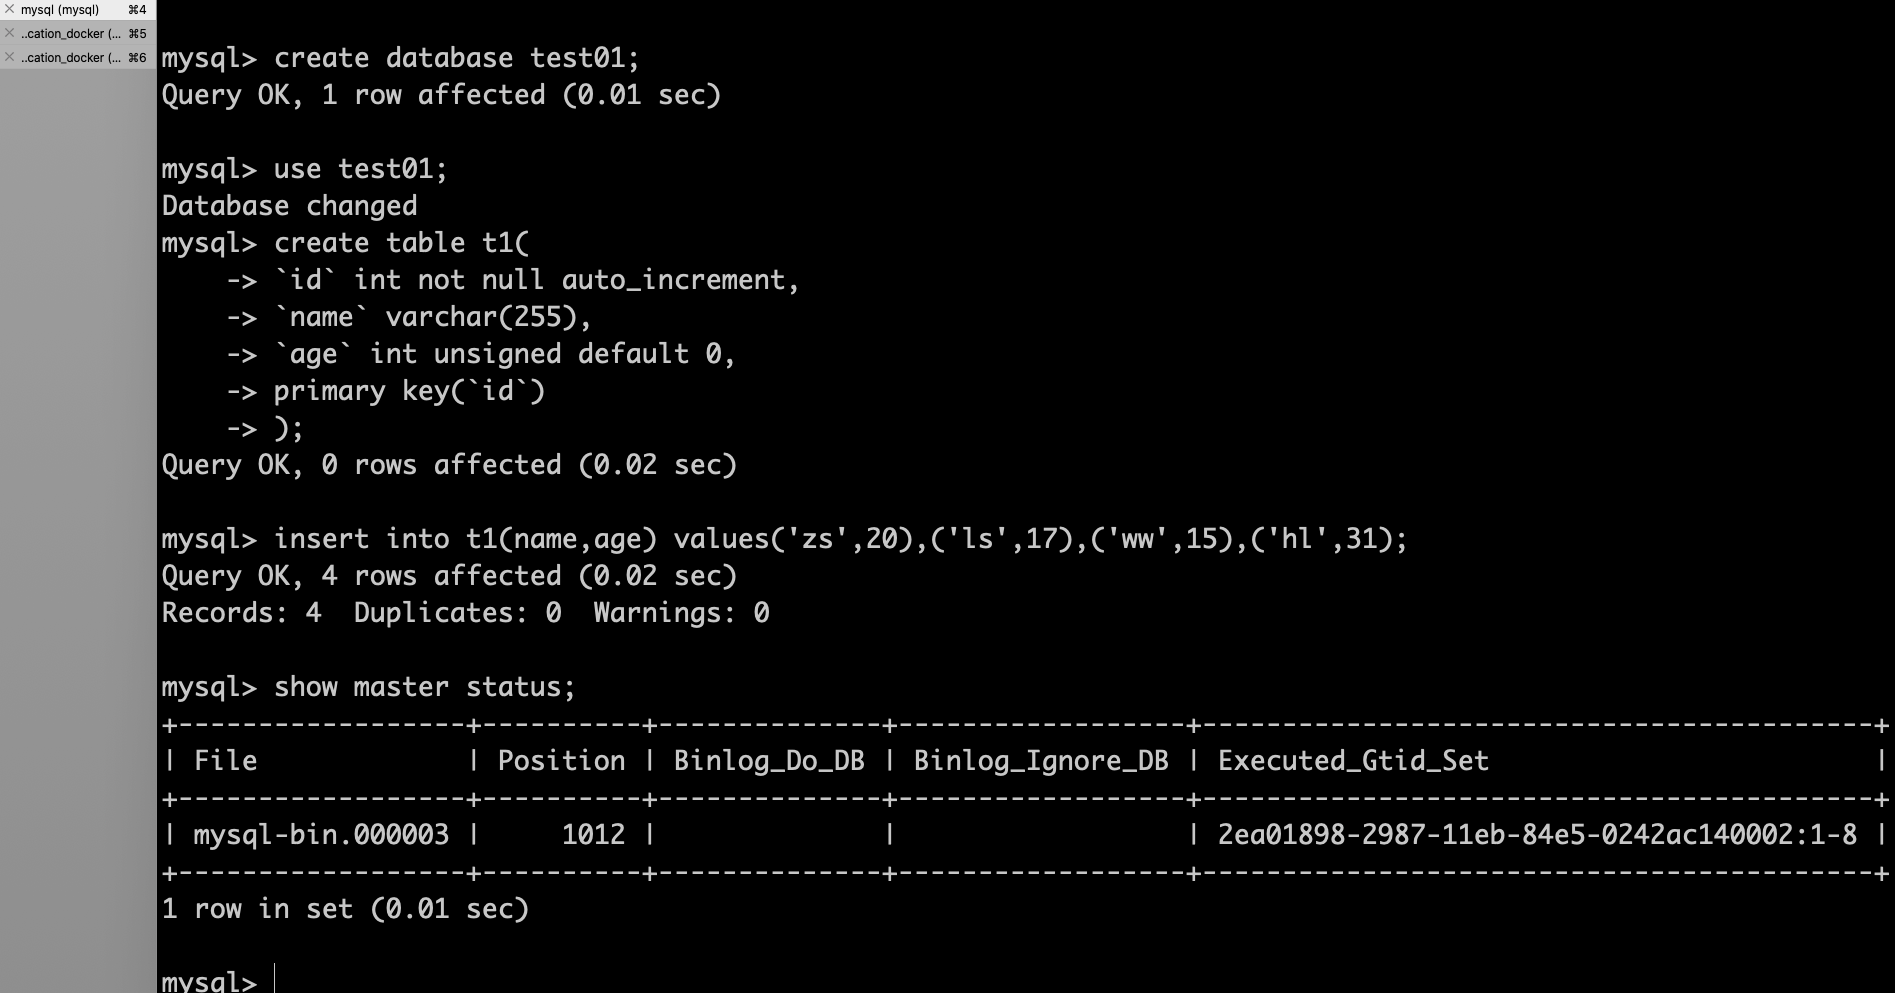 mysql (mysql) ⌘4
..cation_docker (... ⌘5
..cation_docker (... ⌘6
mysql> create database test01;
Query OK, 1 row affected (0.01 sec)
mysql> use test01;
Database changed
mysql> create table t1(
    -> `id` int not null auto_increment,
    -> `name` varchar(255),
    -> `age` int unsigned default 0,
    -> primary key(`id`)
    -> );
Query OK, 0 rows affected (0.02 sec)
mysql> insert into t1(name,age) values('zs',20),('ls',17),('ww',15),('hl',31);
Query OK, 4 rows affected (0.02 sec)
Records: 4  Duplicates: 0  Warnings: 0
mysql> show master status;
+------------------+----------+--------------+------------------+------------------------------------------+
| File             | Position | Binlog_Do_DB | Binlog_Ignore_DB | Executed_Gtid_Set                        |
+------------------+----------+--------------+------------------+------------------------------------------+
| mysql-bin.000003 |     1012 |              |                  | 2ea01898-2987-11eb-84e5-0242ac140002:1-8 |
+------------------+----------+--------------+------------------+------------------------------------------+
1 row in set (0.01 sec)
mysql>